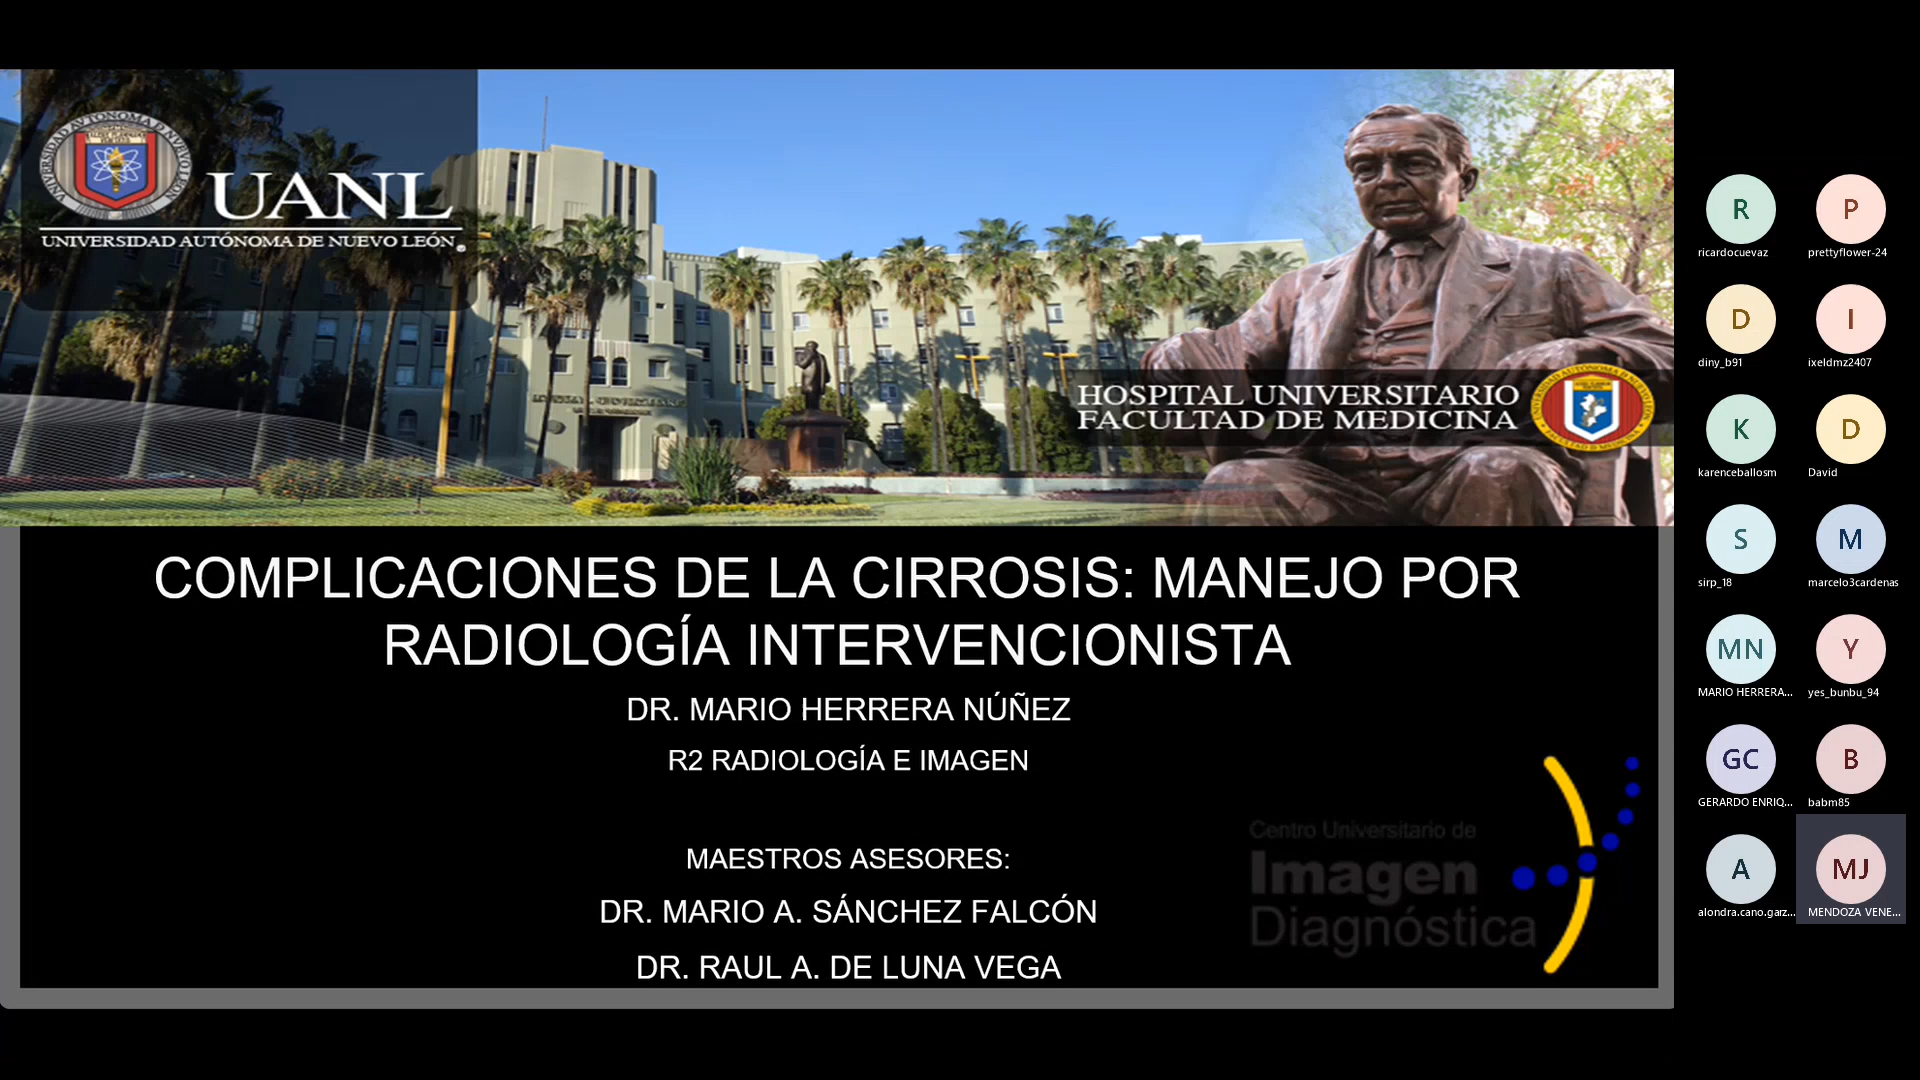 UANL
UNIVERSIDAD AUTÓNOMA DE NUEVO LEÓN
HOSPITAL UNIVERSITARIO
FACULTAD DE MEDICINA
COMPLICACIONES DE LA CIRROSIS: MANEJO POR
RADIOLOGÍA INTERVENCIONISTA
DR. MARIO HERRERA NÚÑEZ
R2 RADIOLOGÍA E IMAGEN
MAESTROS ASESORES:
DR. MARIO A. SÁNCHEZ FALCÓN
DR. RAUL A. DE LUNA VEGA
Centro Universitario de
Imagen
Diagnóstica
R
ricardocuevaz
P
prettyflower-24
D
diny_b91
I
ixeldmz2407
K
karenceballosm
D
David
S
sirp_18
M
marcelo3cardenas
MN
MARIO HERRERA...
Y
yes_bunbu_94
GC
GERARDO ENRIQ...
B
babm85
A
alondra.cano.garz...
MJ
MENDOZA VENE...